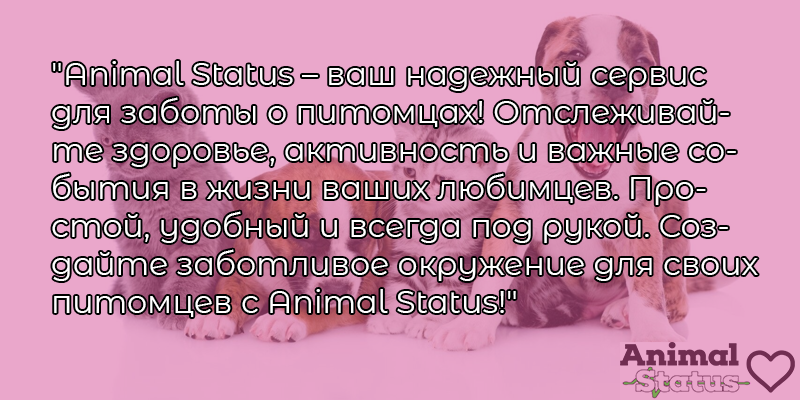 "Animal Status – ваш надежный сервис
для заботы о питомцах! Отслеживай-
те здоровье, активность и важные со-
бытия в жизни ваших любимцев. Про-
стой, удобный и всегда под рукой. Соз-
дайте заботливое окружение для своих
питомцев с Animal Status!"
Animal
Status